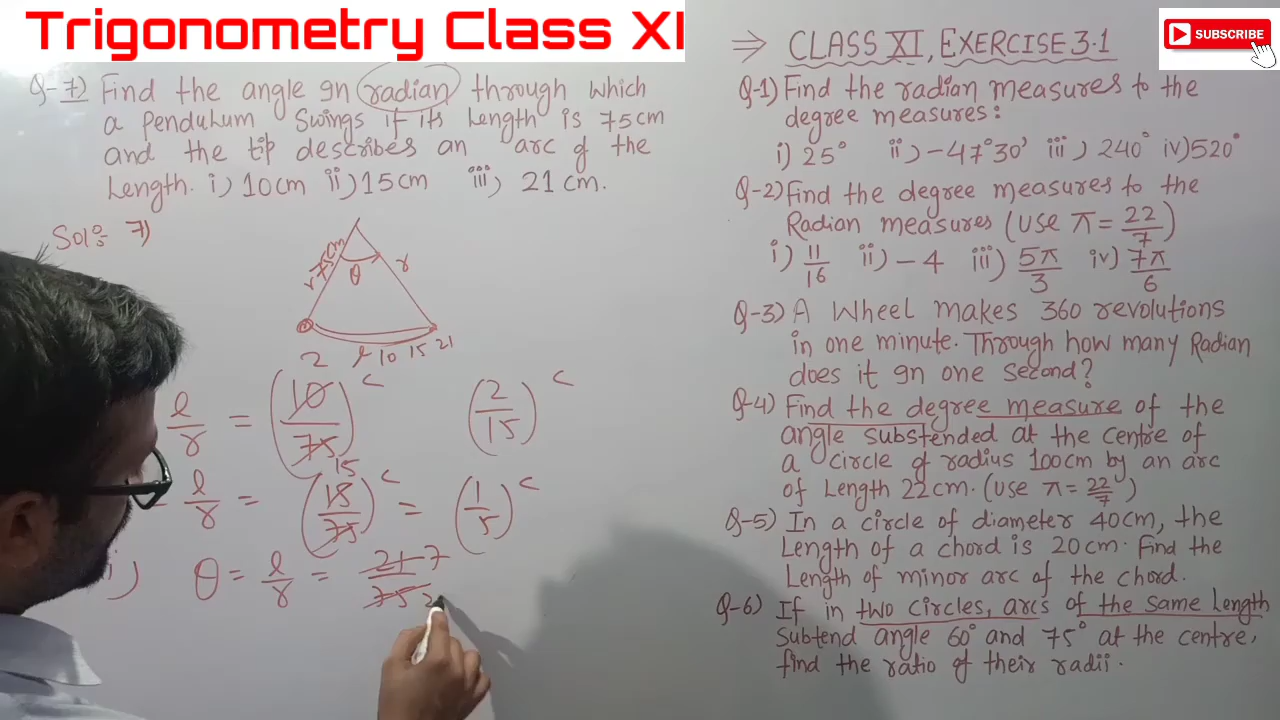 Trigonometry Class XI
Q-7) Find the angle gn radian through which
a Pendulum Swings if its Length is 75cm
and the tip describes an arc of the
Length. i) 10cm ii) 15cm iii) 21cm.
Sol: 7)
r 75cm
θ
r
l 10 15 21
l/r = (10/75)^c 2 15 (2/15)^c
l/r = (15/75)^c = (1/5)^c
i) θ = l/r = 21/75 7 2
SUBSCRIBE
⇒ CLASS XI, EXERCISE 3.1
Q-1) Find the radian measures to the
degree measures:
i) 25° ii) -47°30' iii) 240° iv) 520°
Q-2) Find the degree measures to the
Radian measures (use π = 22/7)
i) 11/16 ii) -4 iii) 5π/3 iv) 7π/6
Q-3) A Wheel makes 360 revolutions
in one minute. Through how many Radian
does it gn one second?
Q-4) Find the degree measure of the
angle substended at the centre of
a circle of radius 100cm by an arc
of Length 22cm. (use π = 22/7)
Q-5) In a circle of diameter 40cm, the
Length of a chord is 20cm. Find the
Length of minor arc of the chord.
Q-6) If in two circles, arcs of the same Length
Subtend angle 60° and 75° at the centre,
find the ratio of their radii.